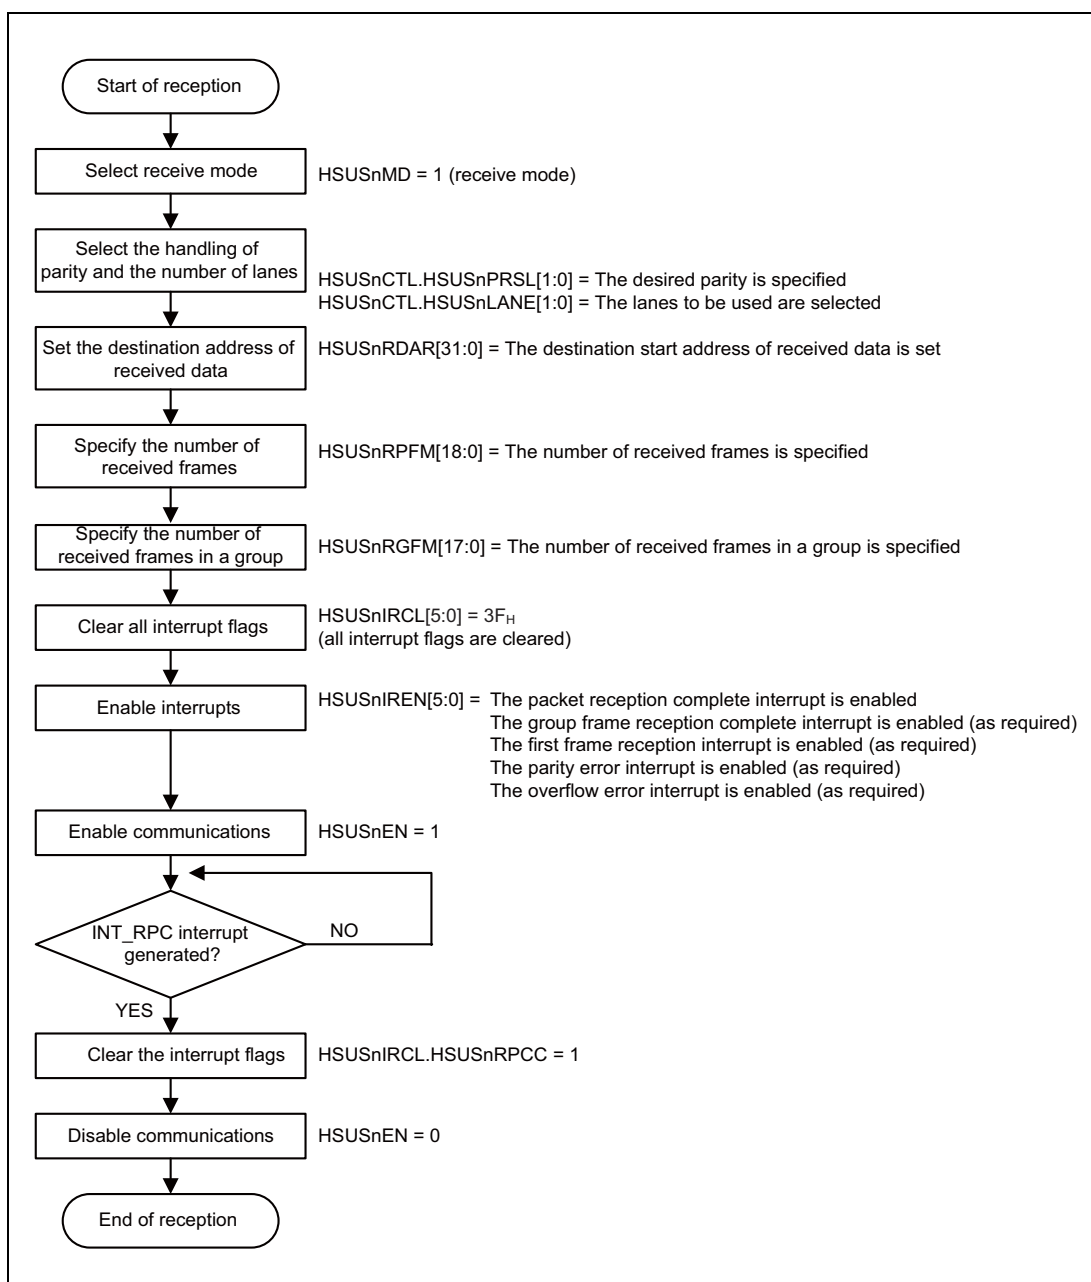 Start of reception
Select receive mode
HSUSnMD = 1 (receive mode)
Select the handling of
parity and the number of lanes
HSUSnCTL.HSUSnPRSL[1:0] = The desired parity is specified
HSUSnCTL.HSUSnLANE[1:0] = The lanes to be used are selected
Set the destination address of
received data
HSUSnRDAR[31:0] = The destination start address of received data is set
Specify the number of
received frames
HSUSnRPFM[18:0] = The number of received frames is specified
Specify the number of
received frames in a group
HSUSnRGFM[17:0] = The number of received frames in a group is specified
Clear all interrupt flags
HSUSnIRCL[5:0] = 3FH
(all interrupt flags are cleared)
Enable interrupts
HSUSnIREN[5:0] = The packet reception complete interrupt is enabled
The group frame reception complete interrupt is enabled (as required)
The first frame reception interrupt is enabled (as required)
The parity error interrupt is enabled (as required)
The overflow error interrupt is enabled (as required)
Enable communications
HSUSnEN = 1
INT_RPC interrupt
generated?
NO
YES
Clear the interrupt flags
HSUSnIRCL.HSUSnRPCC = 1
Disable communications
HSUSnEN = 0
End of reception